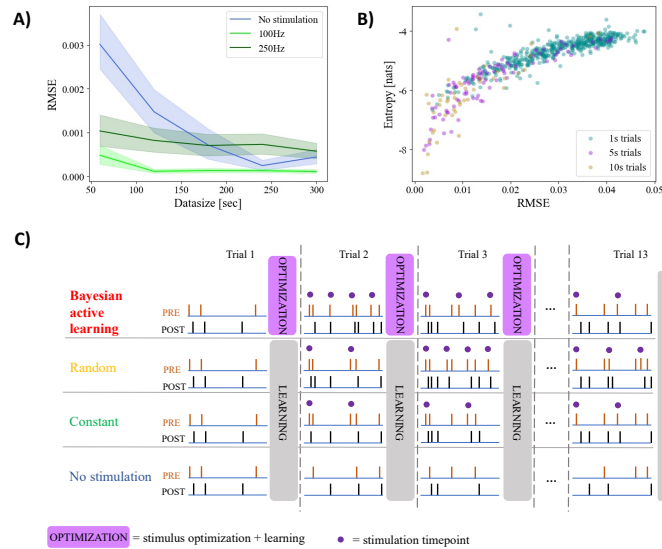 A)
No stimulation
100Hz
250Hz
0.003
0.002
0.001
0.000
RMSE
100
200
300
Datasize [sec]
B)
-4
-6
-8
Entropy [nats]
1s trials
5s trials
10s trials
0.00
0.01
0.02
0.03
0.04
0.05
RMSE
C)
Trial 1
Trial 2
Trial 3
Trial 13
OPTIMIZATION
OPTIMIZATION
OPTIMIZATION
Bayesian
active
learning
PRE
POST
...
Random
PRE
POST
...
LEARNING
LEARNING
LEARNING
Constant
PRE
POST
...
No stimulation
PRE
POST
...
OPTIMIZATION = stimulus optimization + learning
= stimulation timepoint